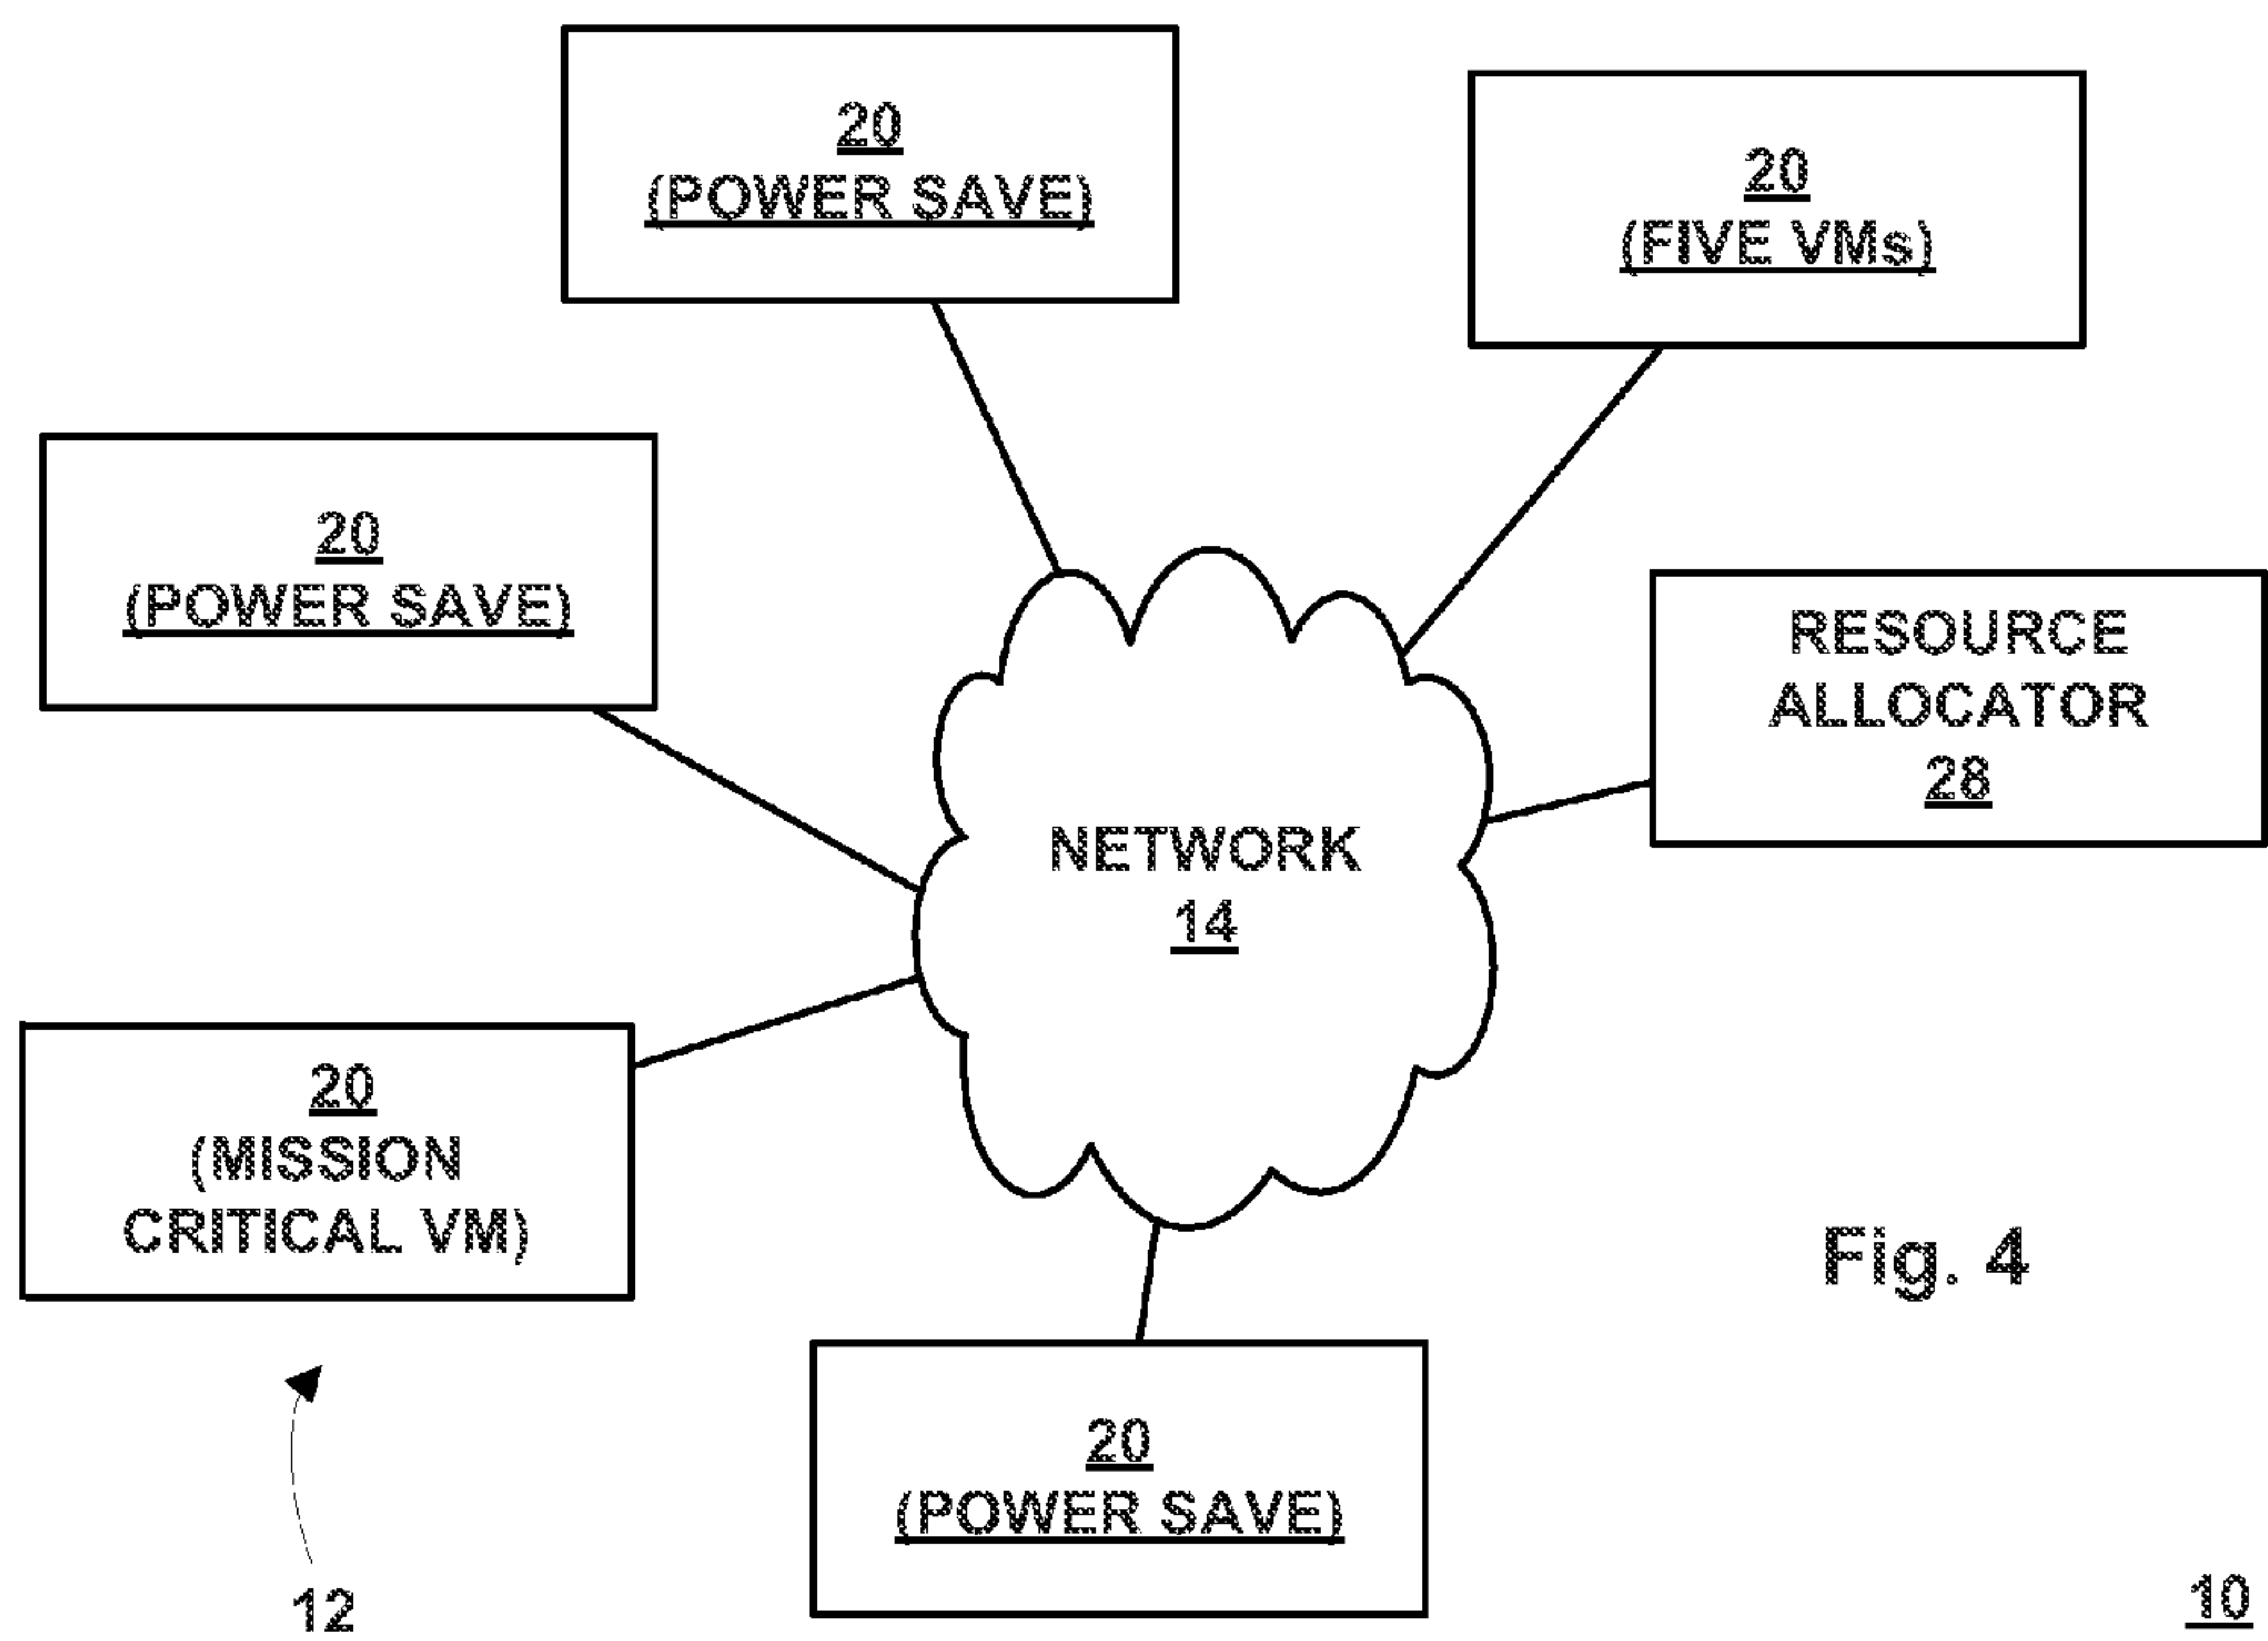 20
(POWER SAVE)
20
(FIVE VMs)
20
(POWER SAVE)
RESOURCE
ALLOCATOR
28
NETWORK
14
20
(MISSION
CRITICAL VM)
Fig. 4
20
(POWER SAVE)
12
10